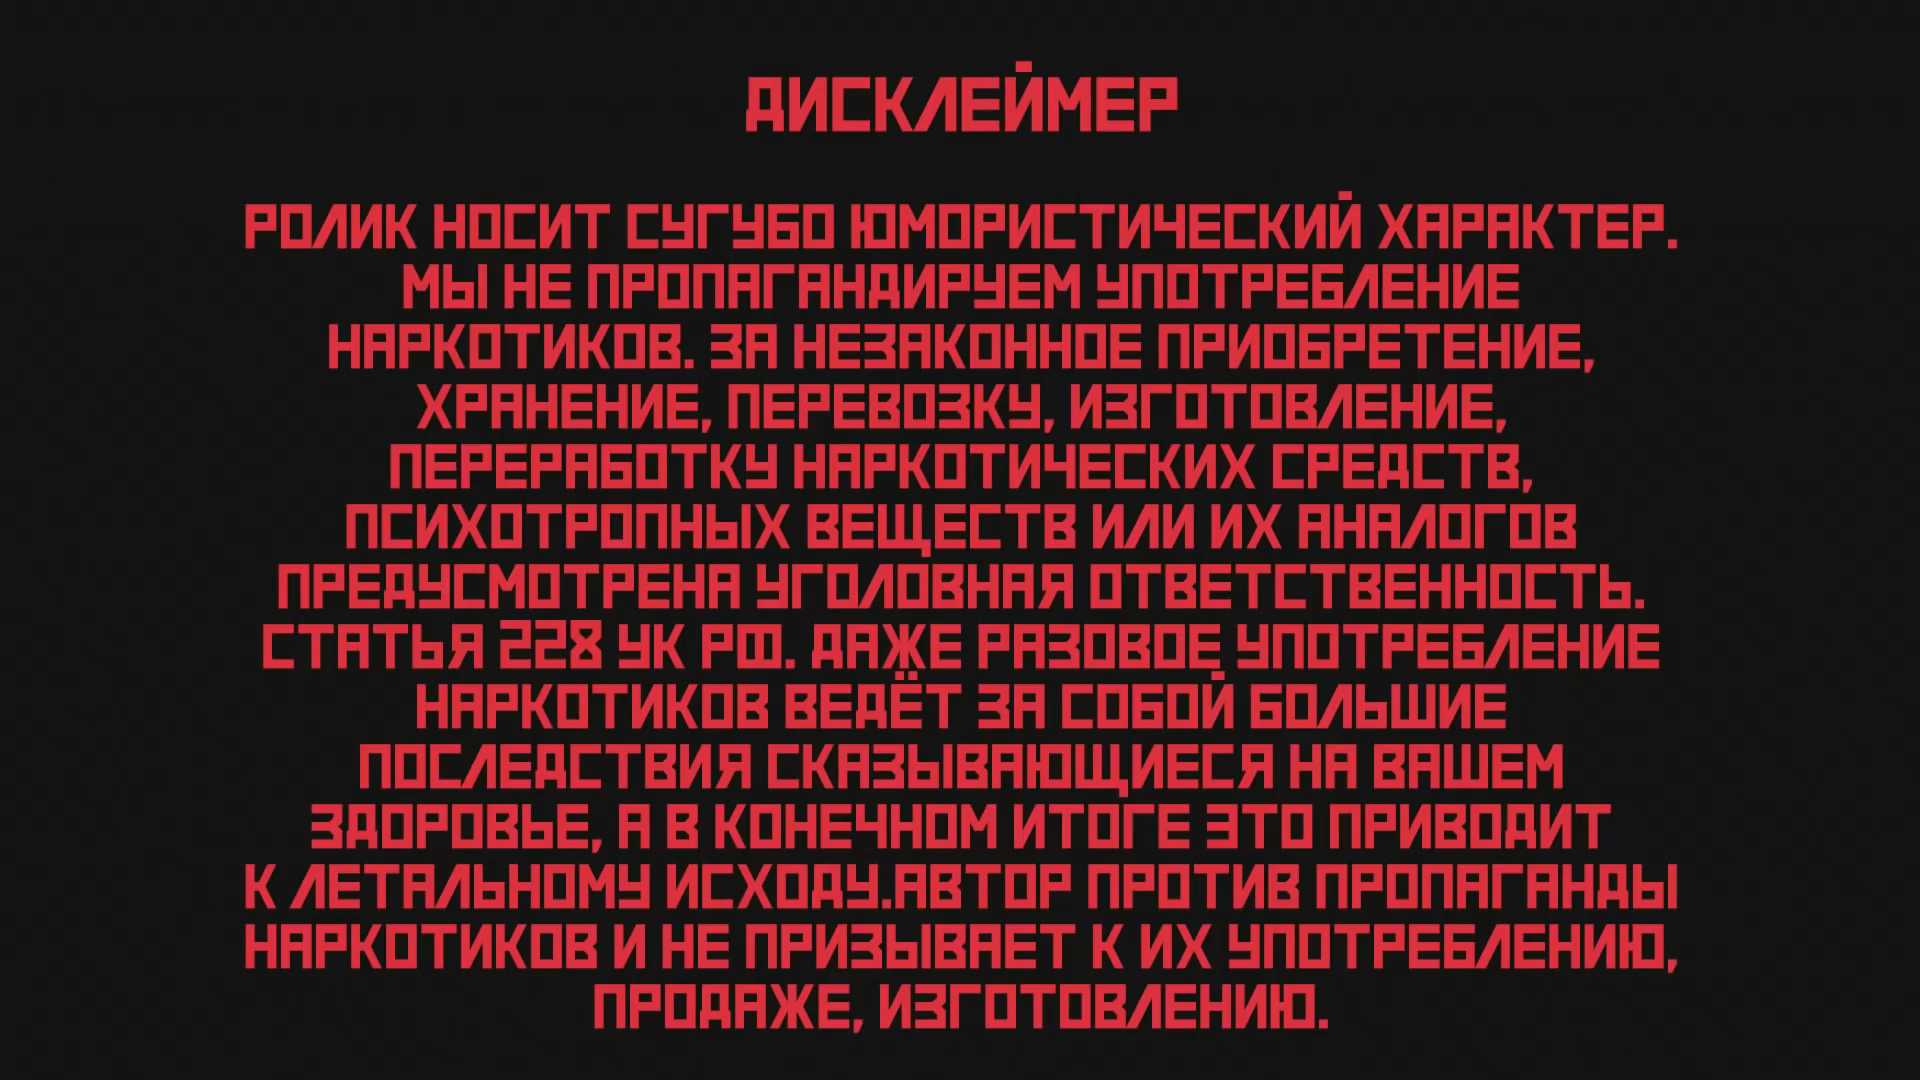 ДИСКЛЕЙМЕР
РОЛИК НОСИТ СУГУБО ЮМОРИСТИЧЕСКИЙ ХАРАКТЕР.
МЫ НЕ ПРОПАГАНДИРУЕМ УПОТРЕБЛЕНИЕ
НАРКОТИКОВ. ЗА НЕЗАКОННОЕ ПРИОБРЕТЕНИЕ,
ХРАНЕНИЕ, ПЕРЕВОЗКУ, ИЗГОТОВЛЕНИЕ,
ПЕРЕРАБОТКУ НАРКОТИЧЕСКИХ СРЕДСТВ,
ПСИХОТРОПНЫХ ВЕЩЕСТВ ИЛИ ИХ АНАЛОГОВ
ПРЕДУСМОТРЕНА УГОЛОВНАЯ ОТВЕТСТВЕННОСТЬ.
СТАТЬЯ 228 УК РФ. ДАЖЕ РАЗОВОЕ УПОТРЕБЛЕНИЕ
НАРКОТИКОВ ВЕДЁТ ЗА СОБОЙ БОЛЬШИЕ
ПОСЛЕДСТВИЯ СКАЗЫВАЮЩИЕСЯ НА ВАШЕМ
ЗДОРОВЬЕ, А В КОНЕЧНОМ ИТОГЕ ЭТО ПРИВОДИТ
К ЛЕТАЛЬНОМУ ИСХОДУ.АВТОР ПРОТИВ ПРОПАГАНДЫ
НАРКОТИКОВ И НЕ ПРИЗЫВАЕТ К ИХ УПОТРЕБЛЕНИЮ,
ПРОДАЖЕ, ИЗГОТОВЛЕНИЮ.